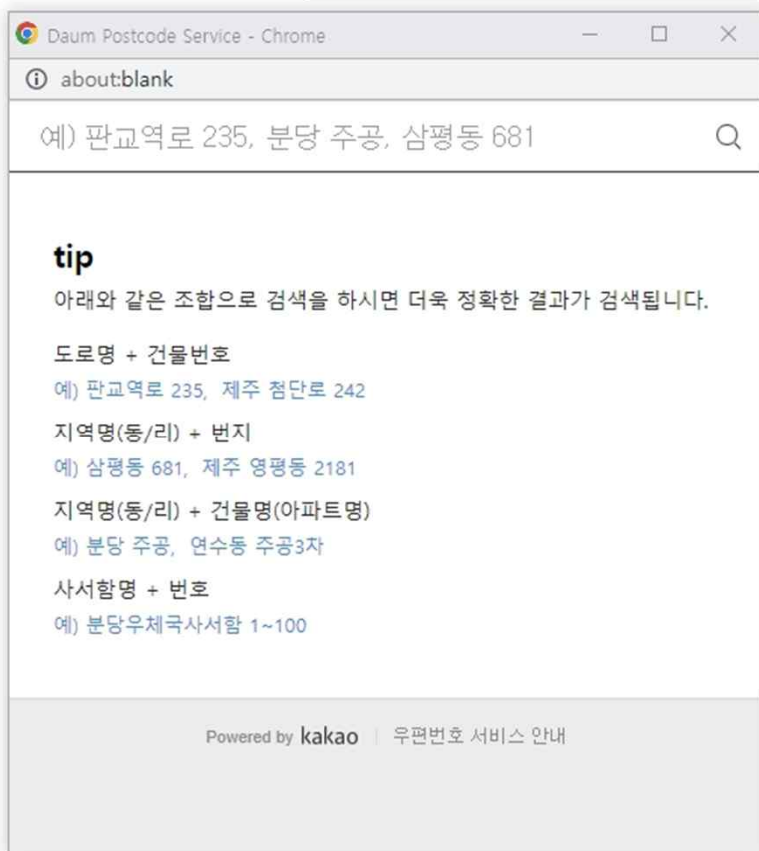 Daum Postcode Service - Chrome
about:blank
예) 판교역로 235, 분당 주공, 삼평동 681
tip
아래와 같은 조합으로 검색을 하시면 더욱 정확한 결과가 검색됩니다.
도로명 + 건물번호
예) 판교역로 235, 제주 첨단로 242
지역명(동/리) + 번지
예) 삼평동 681, 제주 영평동 2181
지역명(동/리) + 건물명(아파트명)
예) 분당 주공, 연수동 주공3차
사서함명 + 번호
예) 분당우체국사서함 1~100
Powered by kakao | 우편번호 서비스 안내